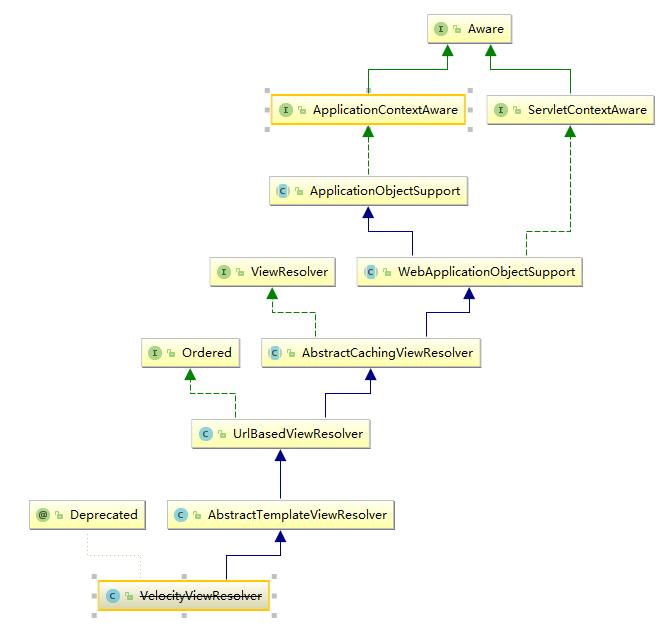 Aware
ApplicationContextAware
ServletContextAware
ApplicationObjectSupport
ViewResolver
WebApplicationObjectSupport
Ordered
AbstractCachingViewResolver
UrlBasedViewResolver
Deprecated
AbstractTemplateViewResolver
VelocityViewResolver